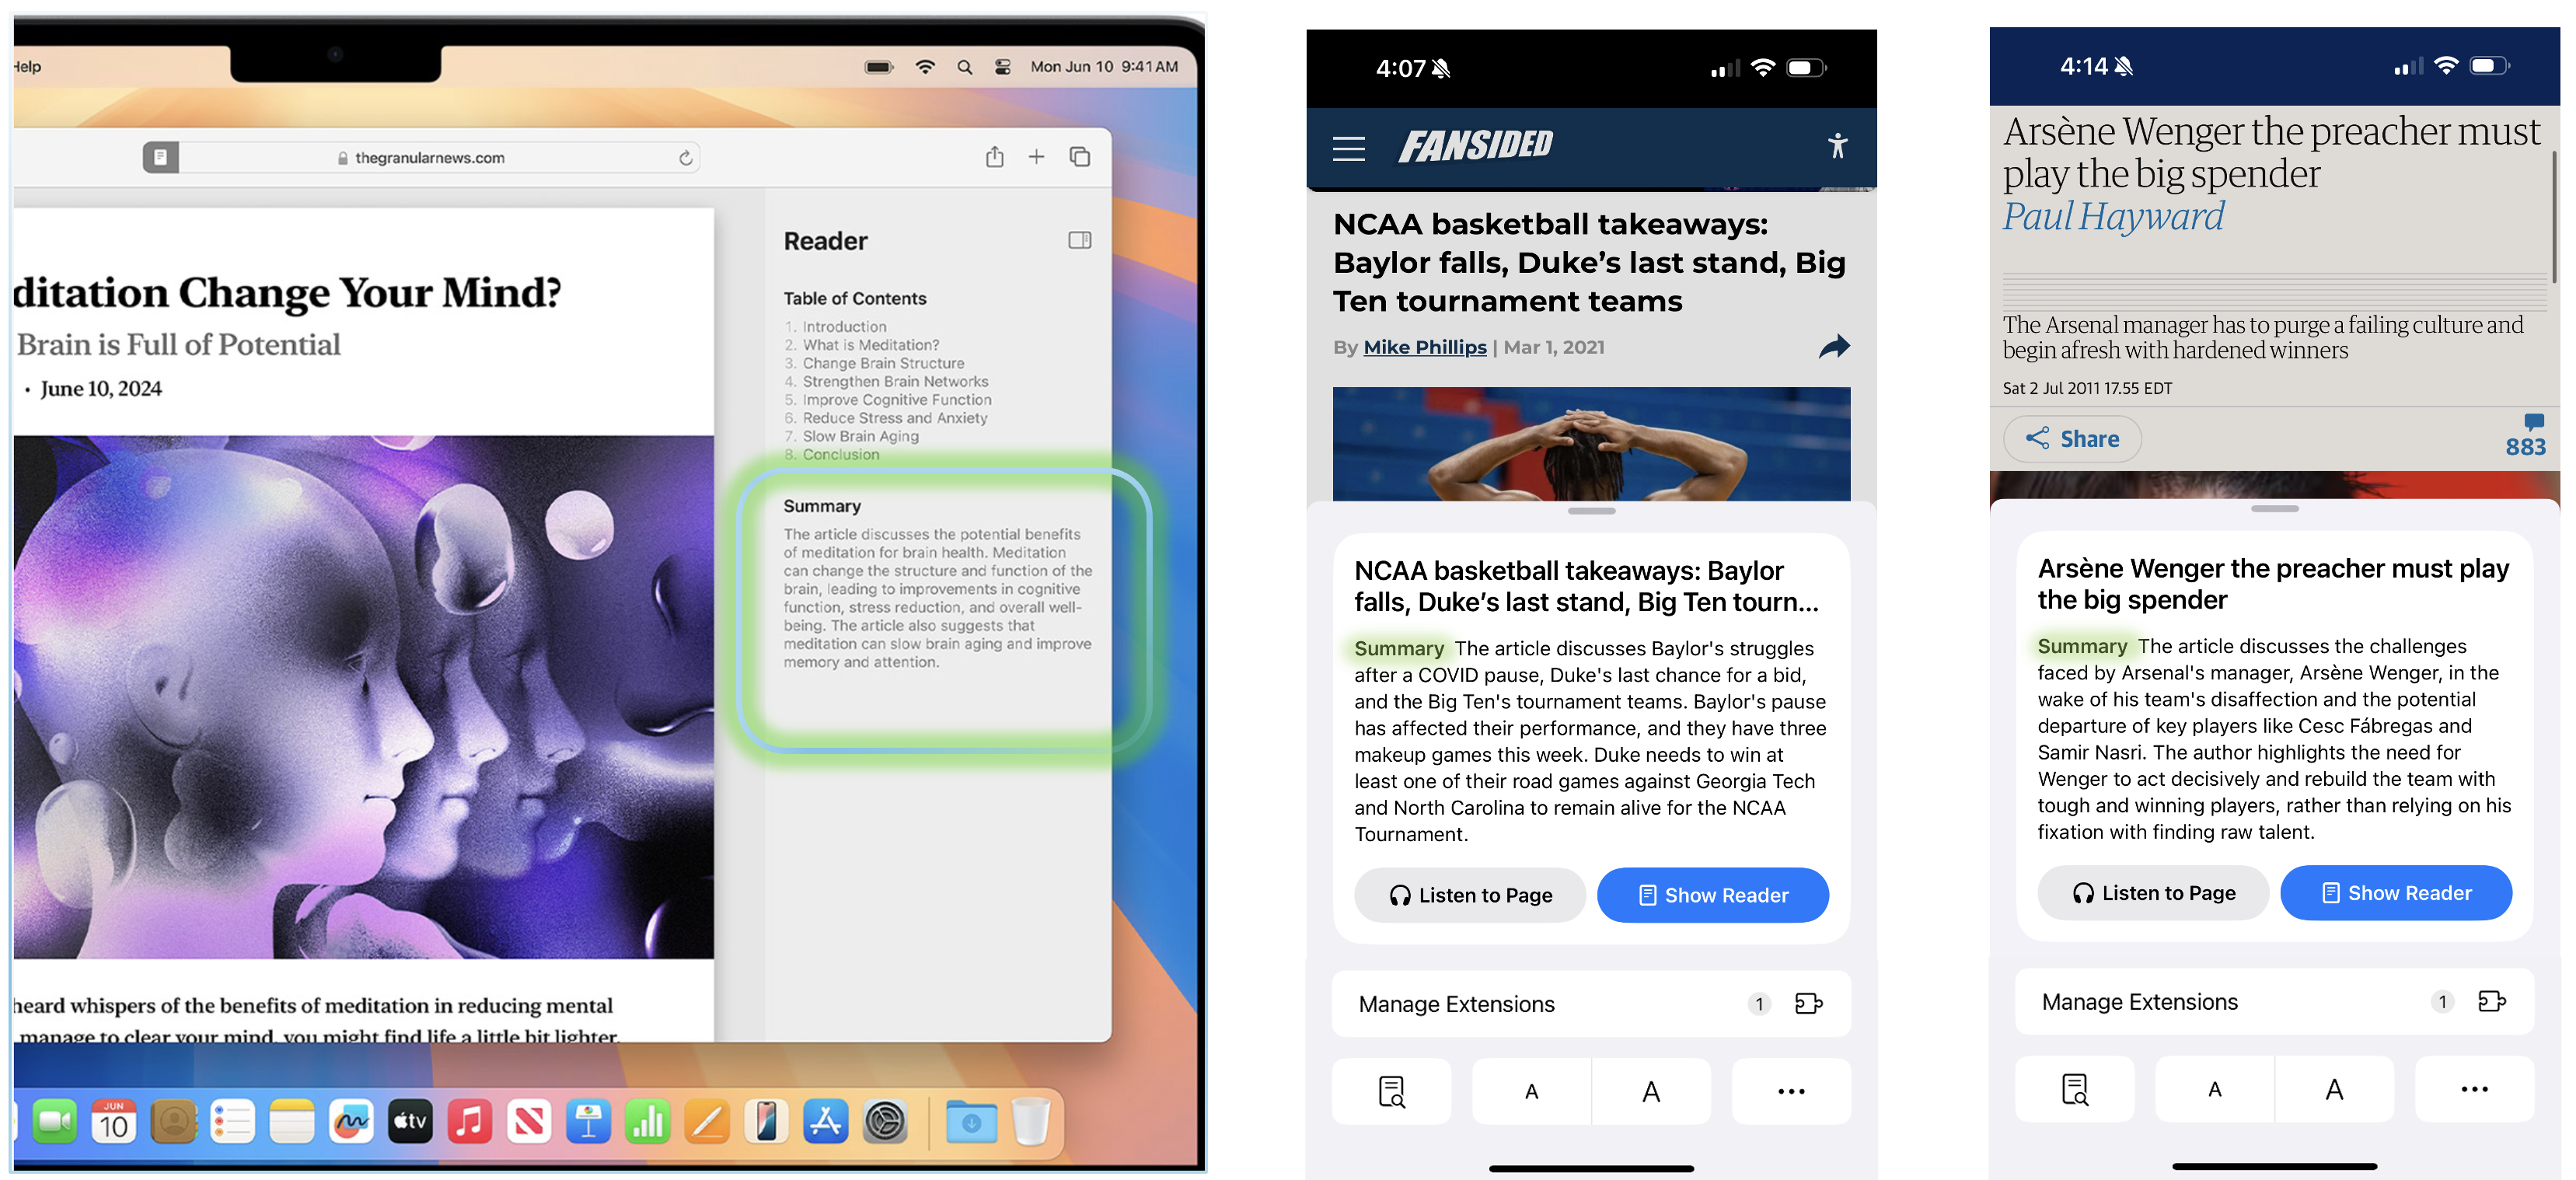 Help
Mon Jun 10 9:41 AM
thegranularnews.com
ditation Change Your Mind?
Brain is Full of Potential
• June 10, 2024
heard whispers of the benefits of meditation in reducing mental
manage to clear your mind, you might find life a little bit lighter.
Reader
Table of Contents
1. Introduction
2. What is Meditation?
3. Change Brain Structure
4. Strengthen Brain Networks
5. Improve Cognitive Function
6. Reduce Stress and Anxiety
7. Slow Brain Aging
8. Conclusion
Summary
The article discusses the potential benefits
of meditation for brain health. Meditation
can change the structure and function of the
brain, leading to improvements in cognitive
function, stress reduction, and overall well-
being. The article also suggests that
meditation can slow brain aging and improve
memory and attention.
JUN
10
tv
4:07
FANSIDED
NCAA basketball takeaways:
Baylor falls, Duke’s last stand, Big
Ten tournament teams
By Mike Phillips | Mar 1, 2021
NCAA basketball takeaways: Baylor
falls, Duke’s last stand, Big Ten tourn...
Summary The article discusses Baylor's struggles
after a COVID pause, Duke's last chance for a bid,
and the Big Ten's tournament teams. Baylor's pause
has affected their performance, and they have three
makeup games this week. Duke needs to win at
least one of their road games against Georgia Tech
and North Carolina to remain alive for the NCAA
Tournament.
Listen to Page
Show Reader
Manage Extensions 1
A A
4:14
Arsène Wenger the preacher must
play the big spender
Paul Hayward
The Arsenal manager has to purge a failing culture and
begin afresh with hardened winners
Sat 2 Jul 2011 17.55 EDT
Share
883
Arsène Wenger the preacher must play
the big spender
Summary The article discusses the challenges
faced by Arsenal's manager, Arsène Wenger, in the
wake of his team's disaffection and the potential
departure of key players like Cesc Fábregas and
Samir Nasri. The author highlights the need for
Wenger to act decisively and rebuild the team with
tough and winning players, rather than relying on his
fixation with finding raw talent.
Listen to Page
Show Reader
Manage Extensions 1
A A